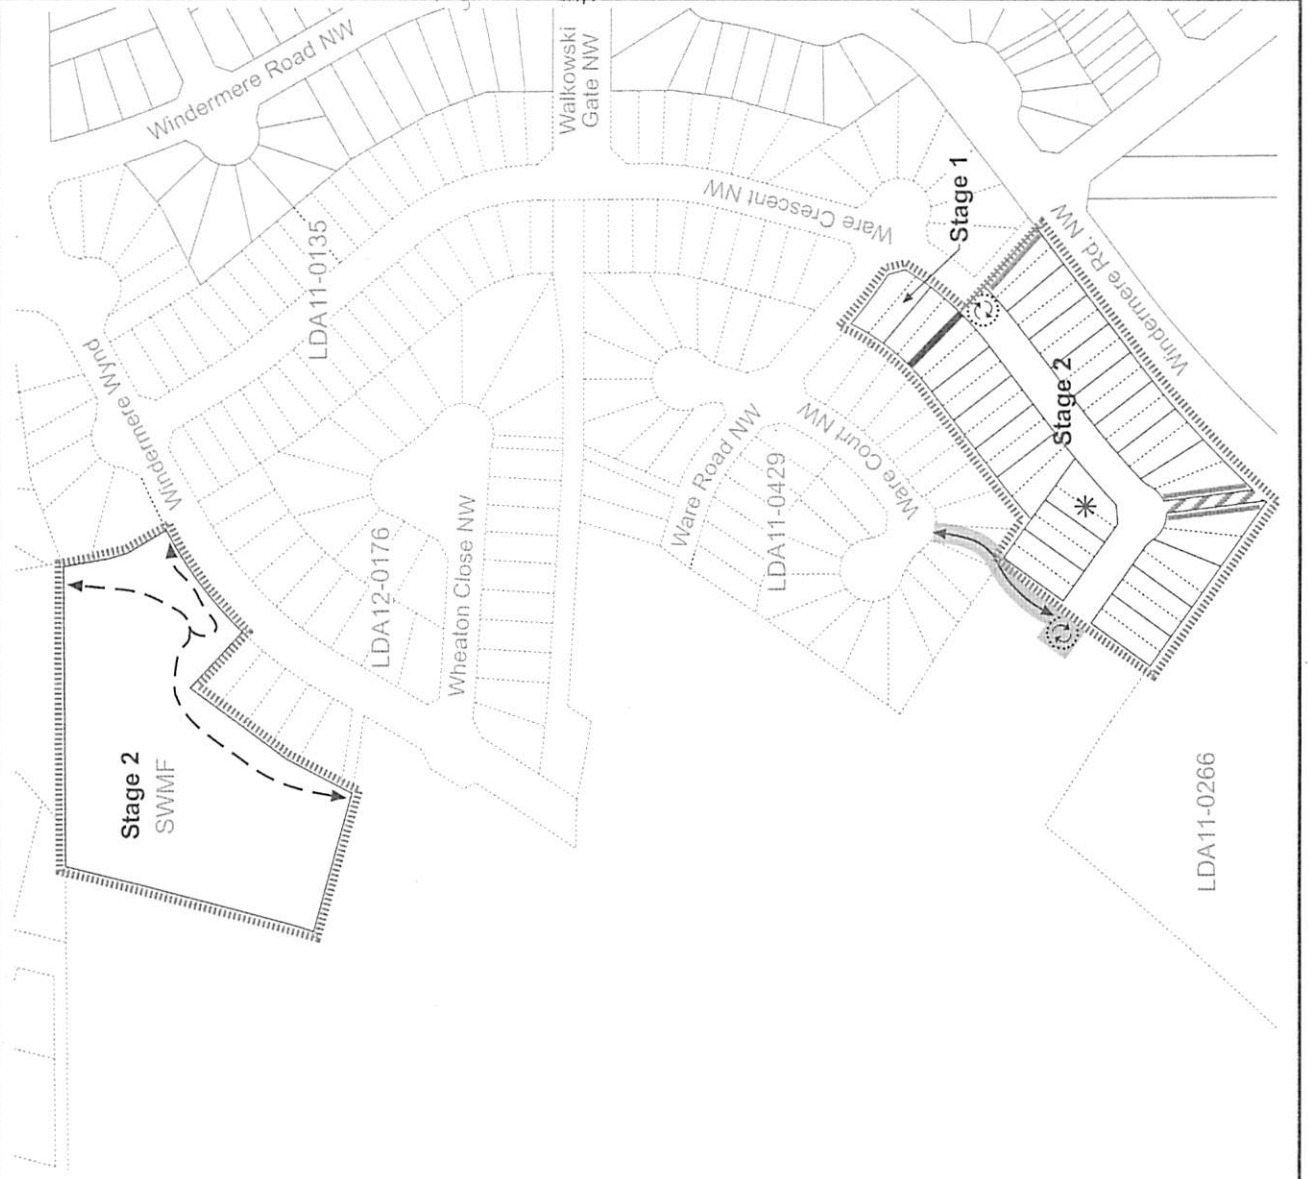 Windermere Road NW
Walkowski
Gate NW
Ware Crescent NW
Stage 1
Windermere Rd. NW
LDA11-0135
Windermere Wynd
Stage 2
Ware Court NW
Ware Road NW
LDA11-0429
Wheaton Close NW
LDA12-0176
Stage 2
SWMF
LDA11-0266